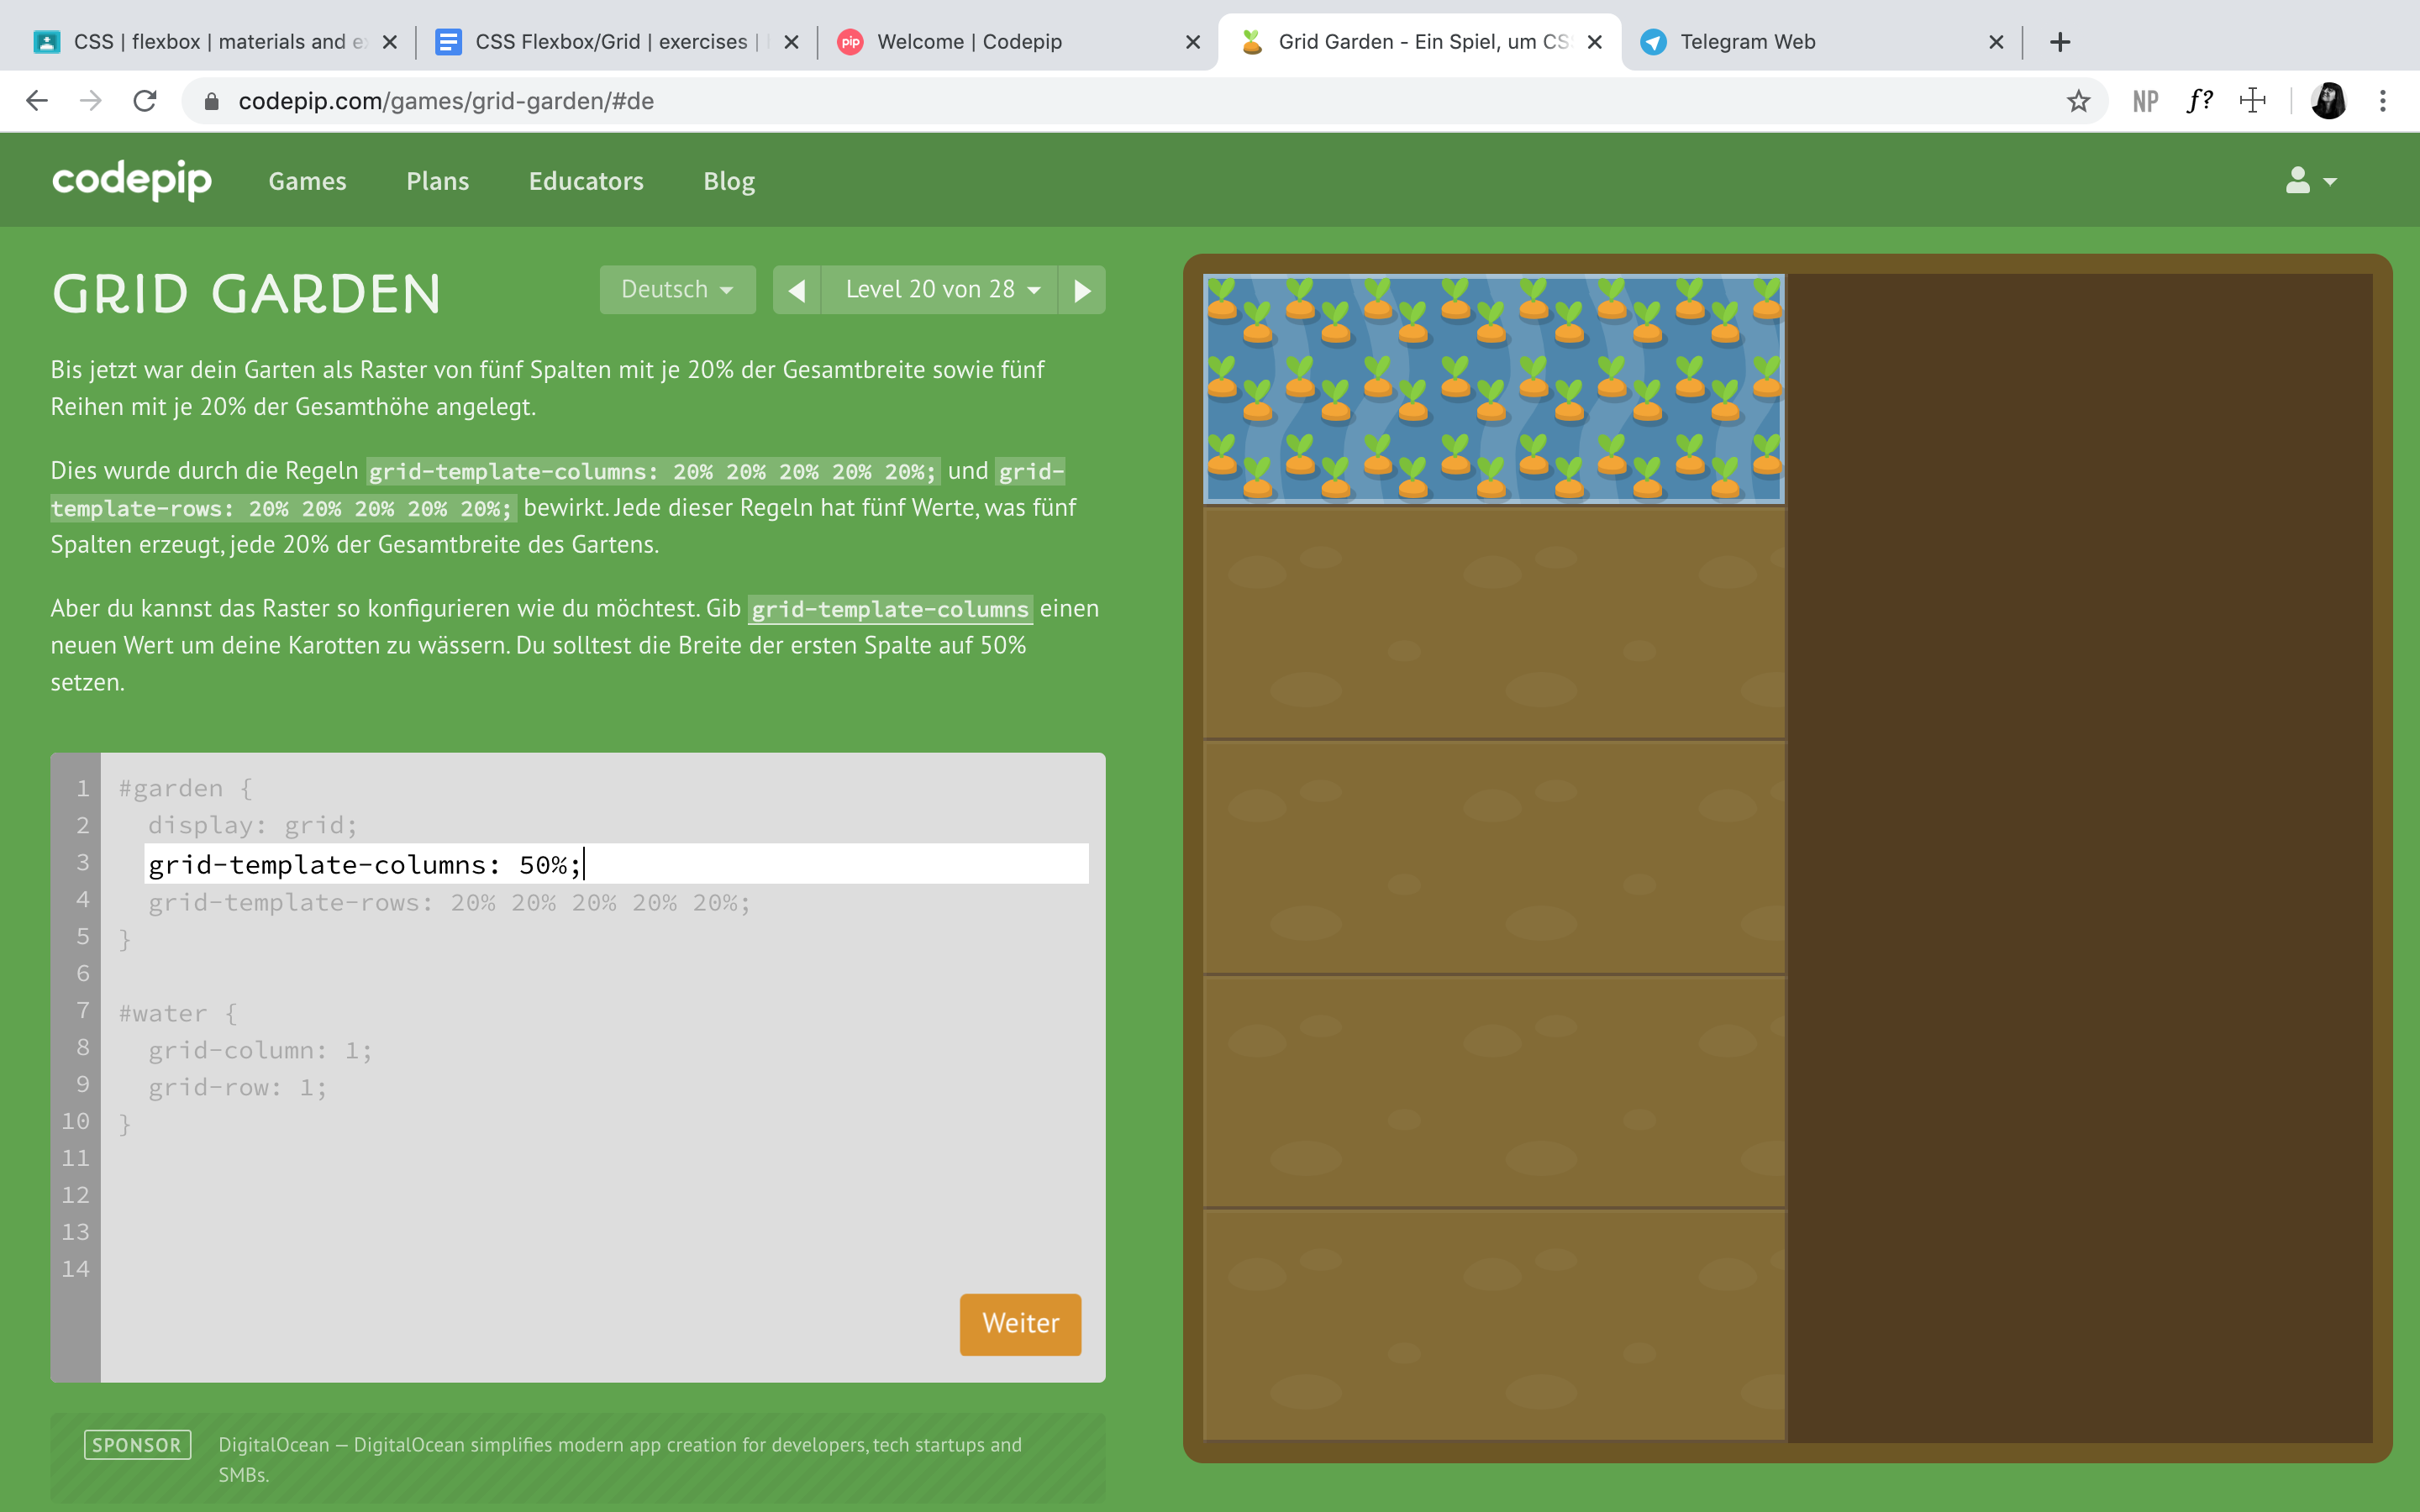 CSS | flexbox | materials and e
CSS Flexbox/Grid | exercises |
pip
Welcome | Codepip
Grid Garden - Ein Spiel, um CS
Telegram Web
codepip.com/games/grid-garden/#de
NP
f?
codepip
Games
Plans
Educators
Blog
GRID GARDEN
Deutsch
Level 20 von 28
Bis jetzt war dein Garten als Raster von fünf Spalten mit je 20% der Gesamtbreite sowie fünf
Reihen mit je 20% der Gesamthöhe angelegt.
Dies wurde durch die Regeln grid-template-columns: 20% 20% 20% 20% 20%; und grid-
template-rows: 20% 20% 20% 20% 20%; bewirkt. Jede dieser Regeln hat fünf Werte, was fünf
Spalten erzeugt, jede 20% der Gesamtbreite des Gartens.
Aber du kannst das Raster so konfigurieren wie du möchtest. Gib grid-template-columns einen
neuen Wert um deine Karotten zu wässern. Du solltest die Breite der ersten Spalte auf 50%
setzen.
1 #garden {
2 display: grid;
3 grid-template-columns: 50%;
4 grid-template-rows: 20% 20% 20% 20% 20%;
5 }
6
7 #water {
8 grid-column: 1;
9 grid-row: 1;
10 }
11
12
13
14
Weiter
SPONSOR
DigitalOcean — DigitalOcean simplifies modern app creation for developers, tech startups and
SMBs.